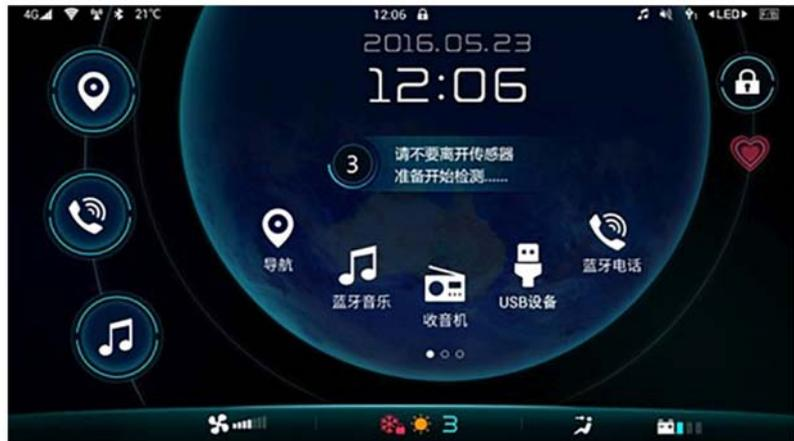 4G 21℃ 12:06 ◂LED▸
2016.05.23
12:06
3
请不要离开传感器
准备开始检测......
导航
蓝牙音乐
收音机
USB设备
蓝牙电话
3